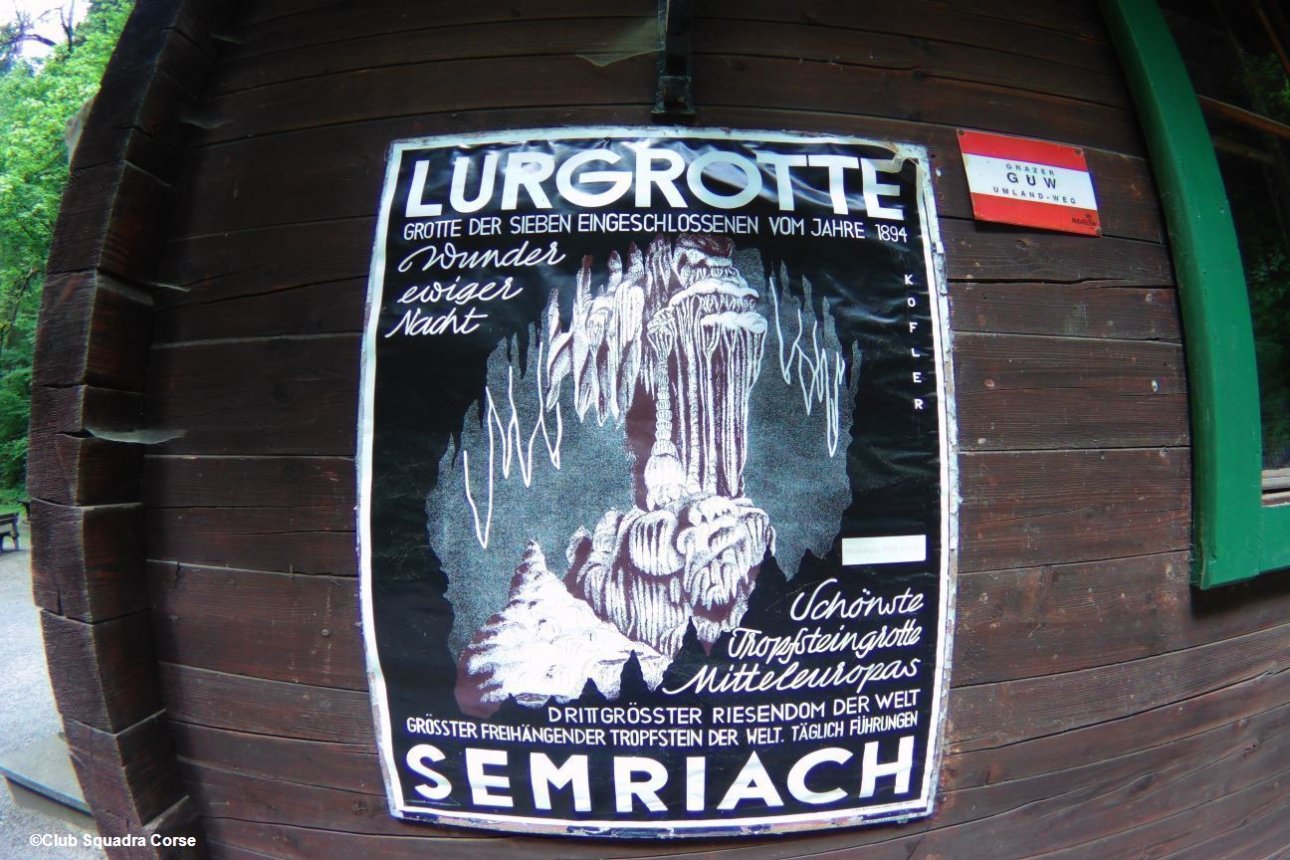 LURGROTTE
GROTTE DER SIEBEN EINGESCHLOSSENEN VOM JAHRE 1894
Wunder
ewiger
Nacht
KOFLER
Schönste
Tropfsteingrotte
Mitteleuropas
DRITTGRÖSSTER RIESENDOM DER WELT
GRÖSSTER FREIHÄNGENDER TROPFSTEIN DER WELT. TÄGLICH FÜHRUNGEN
SEMRIACH
GRAZER
GUW
UMLAND-WEG
©Club Squadra Corse